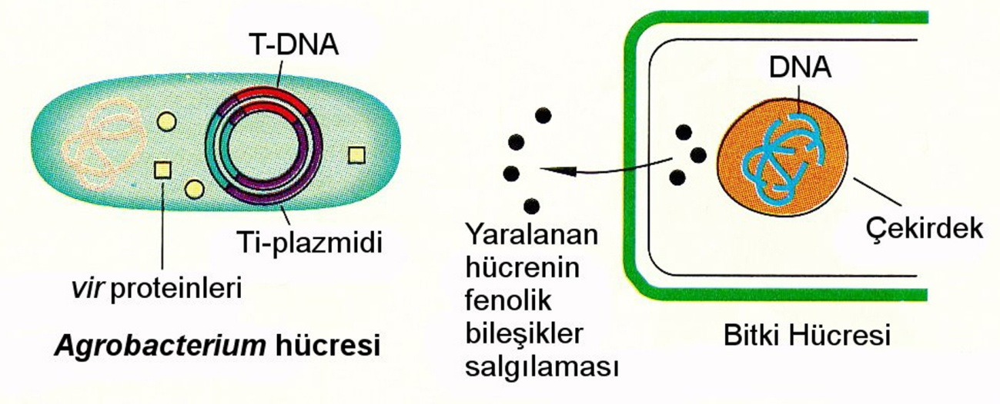 T-DNA
Ti-plazmidi
vir proteinleri
Agrobacterium hücresi
Yaralanan
hücrenin
fenolik
bileşikler
salgılaması
DNA
Çekirdek
Bitki Hücresi